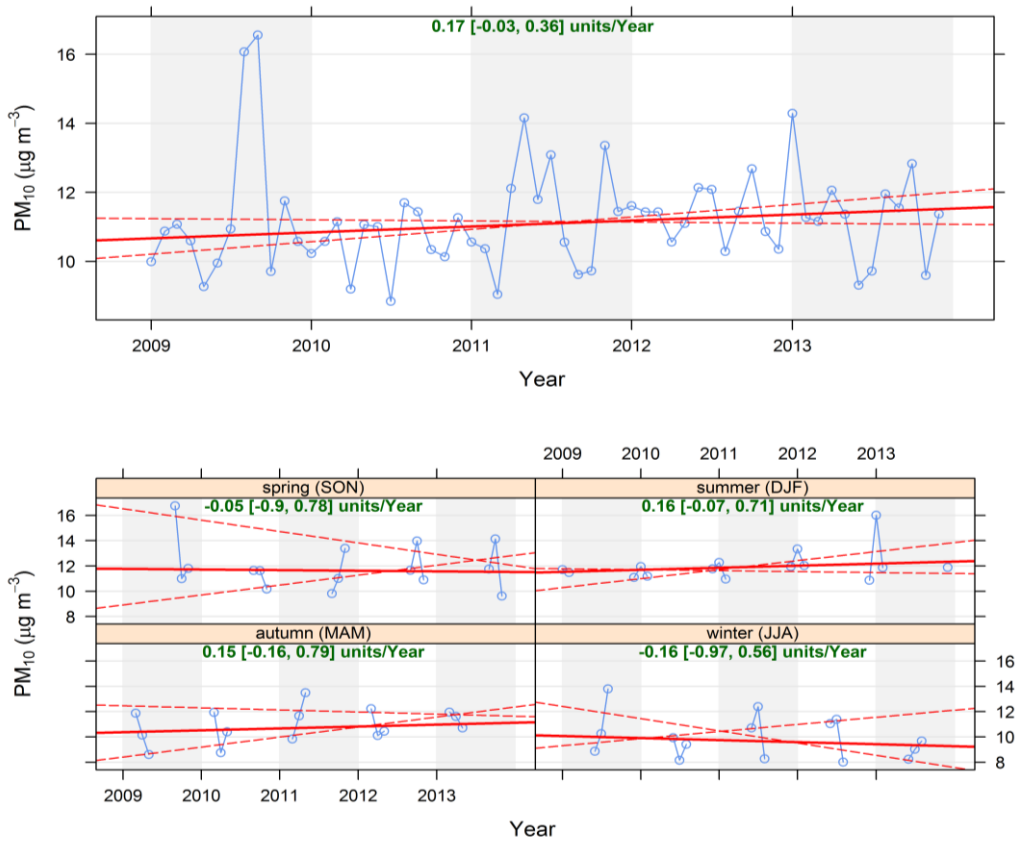 0.17 [-0.03, 0.36] units/Year
16
14
12
10
PM₁₀ (µg m⁻³)
2009 2010 2011 2012 2013
Year
2009 2010 2011 2012 2013
spring (SON) summer (DJF)
-0.05 [-0.9, 0.78] units/Year 0.16 [-0.07, 0.71] units/Year
16
14
12
10
8
PM₁₀ (µg m⁻³)
autumn (MAM) winter (JJA)
0.15 [-0.16, 0.79] units/Year -0.16 [-0.97, 0.56] units/Year
16
14
12
10
8
2009 2010 2011 2012 2013
Year